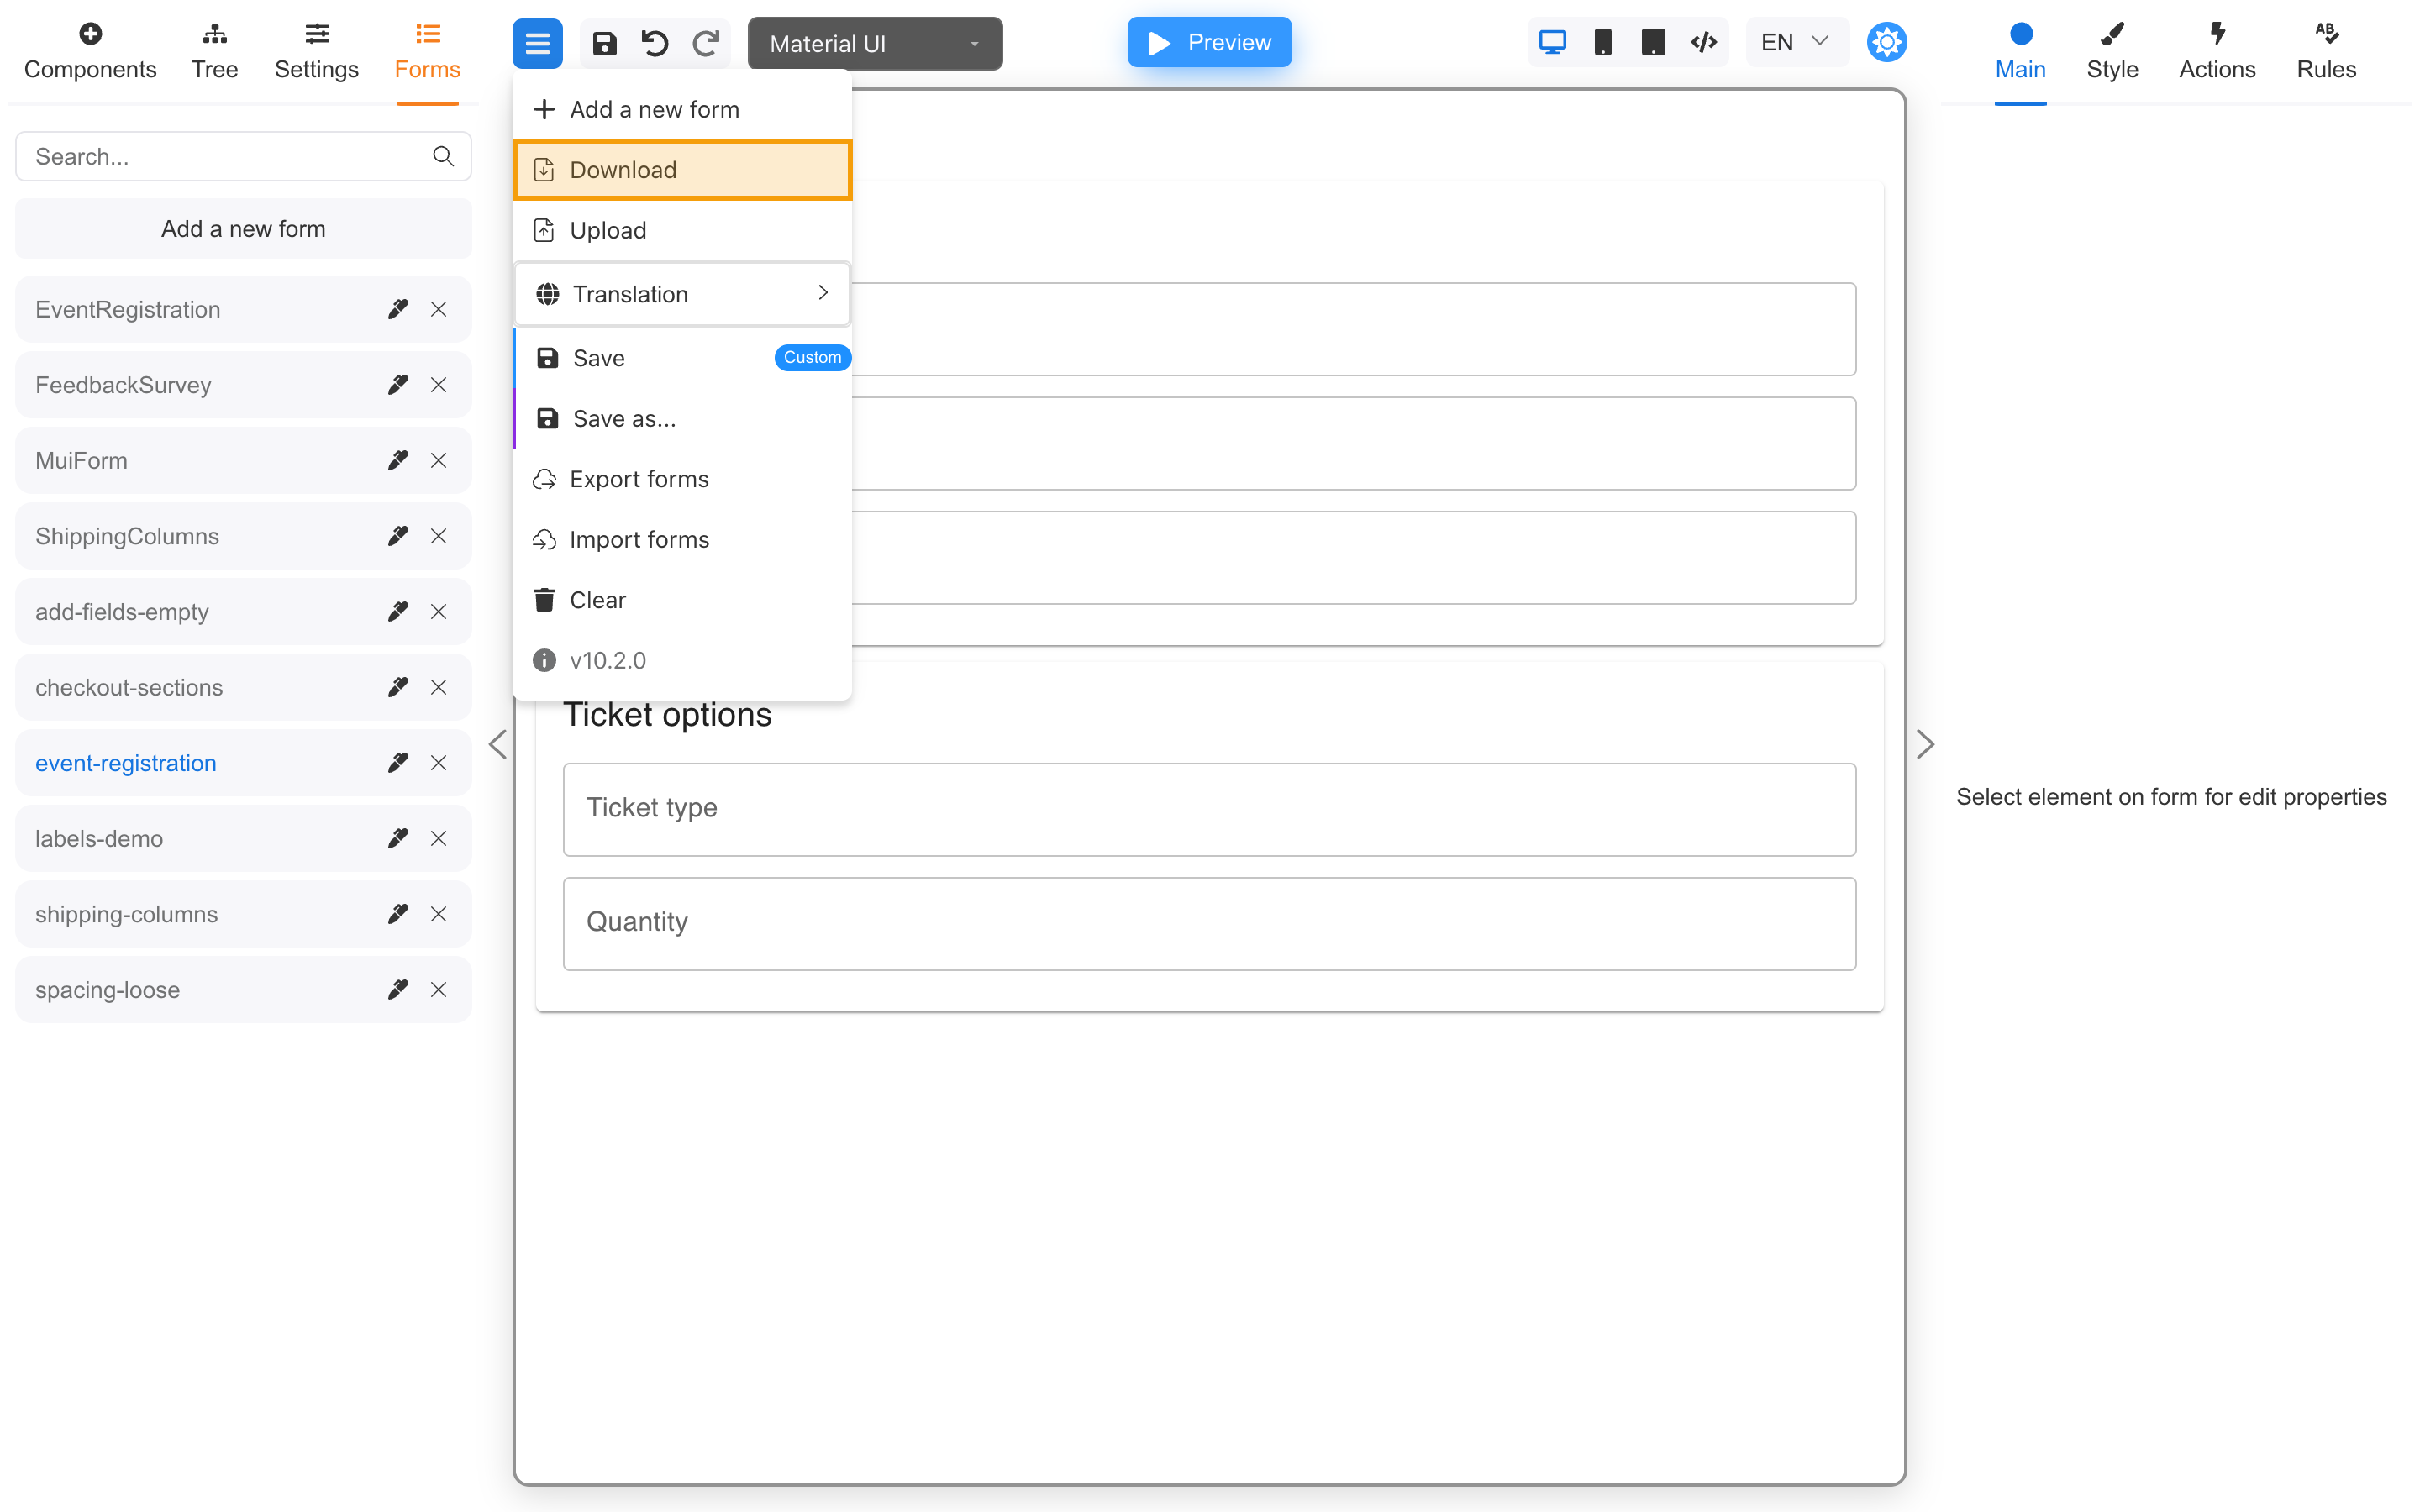 Components
Tree
Settings
Forms
Material UI
Preview
EN
Main
Style
Actions
AB
Rules
Search...
Add a new form
EventRegistration
FeedbackSurvey
MuiForm
ShippingColumns
add-fields-empty
checkout-sections
event-registration
labels-demo
shipping-columns
spacing-loose
Add a new form
Download
Upload
Translation
Save
Custom
Save as...
Export forms
Import forms
Clear
v10.2.0
Ticket options
Ticket type
Quantity
Select element on form for edit properties